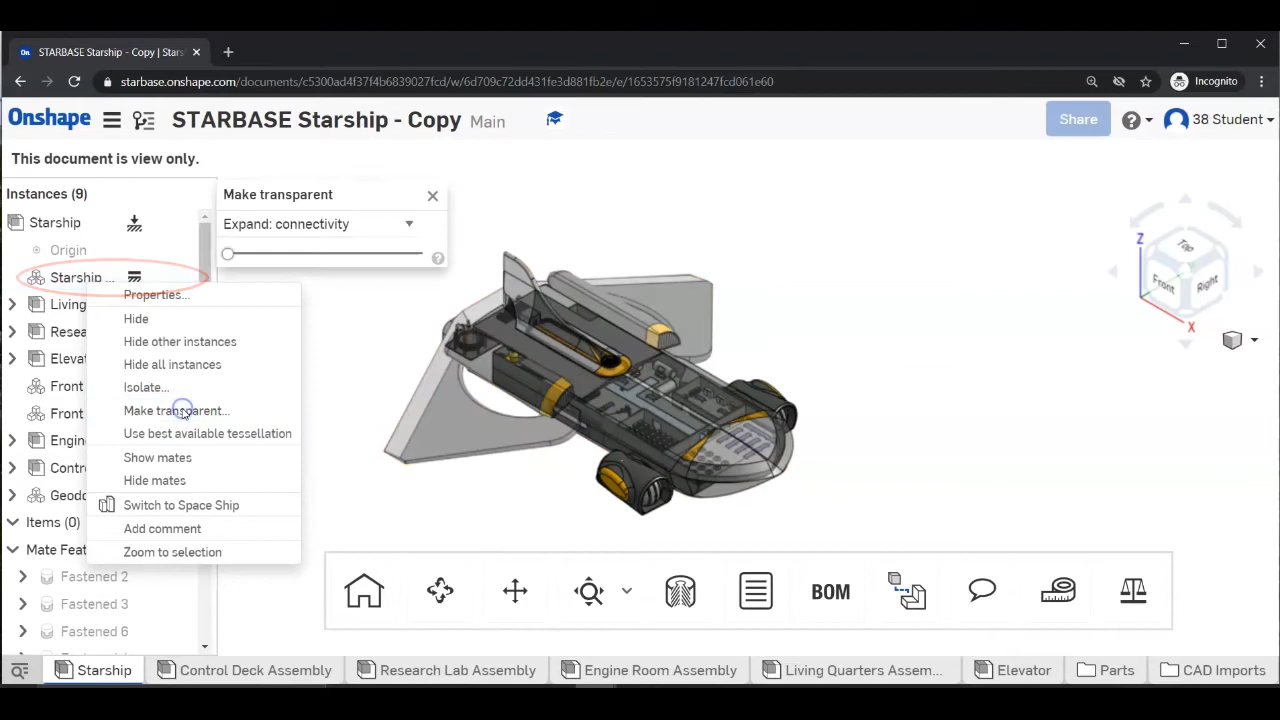 STARBASE Starship - Copy | Stars
starbase.onshape.com/documents/c5300ad4f37f4b6839027fcd/w/6d709c72dd431fe3d881fb2e/e/1653575f9181247fcd061e60
Incognito
Onshape
STARBASE Starship - Copy Main
Share
38 Student
This document is view only.
Instances (9)
Starship
Origin
Starship ...
Living
Resea
Elevat
Front
Front
Engine
Contro
Geodo
Items (0)
Mate Feat
Fastened 2
Fastened 3
Fastened 6
Make transparent
Expand: connectivity
Properties...
Hide
Hide other instances
Hide all instances
Isolate...
Make transparent...
Use best available tessellation
Show mates
Hide mates
Switch to Space Ship
Add comment
Zoom to selection
Z
Top
Front
Right
X
BOM
Starship
Control Deck Assembly
Research Lab Assembly
Engine Room Assembly
Living Quarters Assem...
Elevator
Parts
CAD Imports